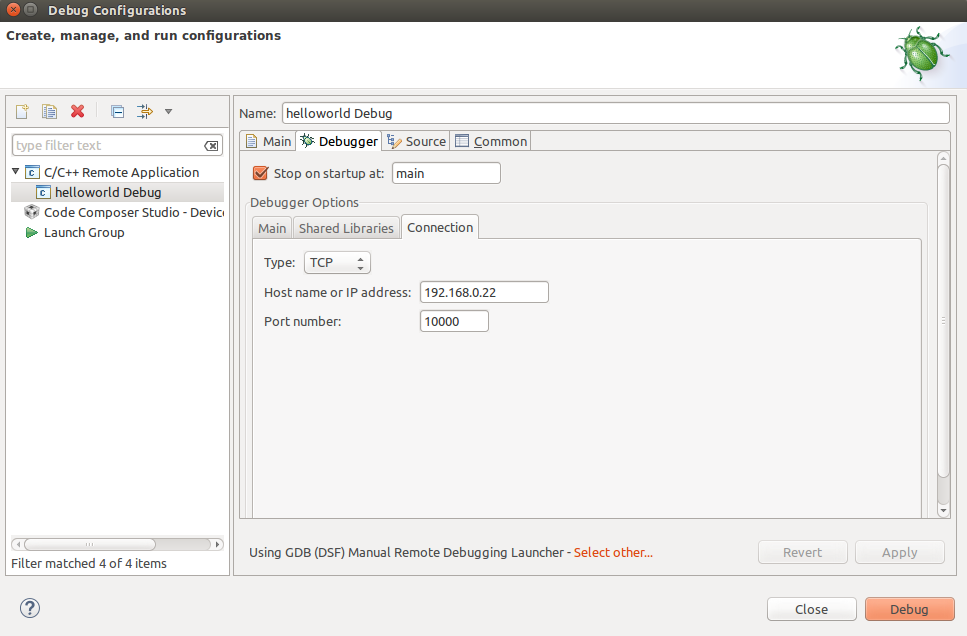 Debug Configurations
Create, manage, and run configurations
type filter text
C/C++ Remote Application
helloworld Debug
Code Composer Studio - Device
Launch Group
Filter matched 4 of 4 items
Name: helloworld Debug
Main Debugger Source Common
Stop on startup at: main
Debugger Options
Main Shared Libraries Connection
Type: TCP
Host name or IP address: 192.168.0.22
Port number: 10000
Using GDB (DSF) Manual Remote Debugging Launcher - Select other...
Revert Apply
? Close Debug